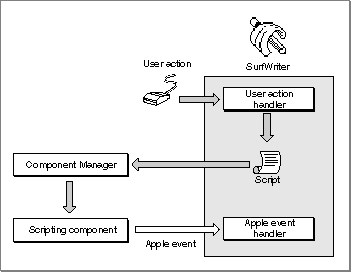 User action
SurfWriter
User action
handler
Component Manager
Script
Scripting component
Apple event
Apple event
handler